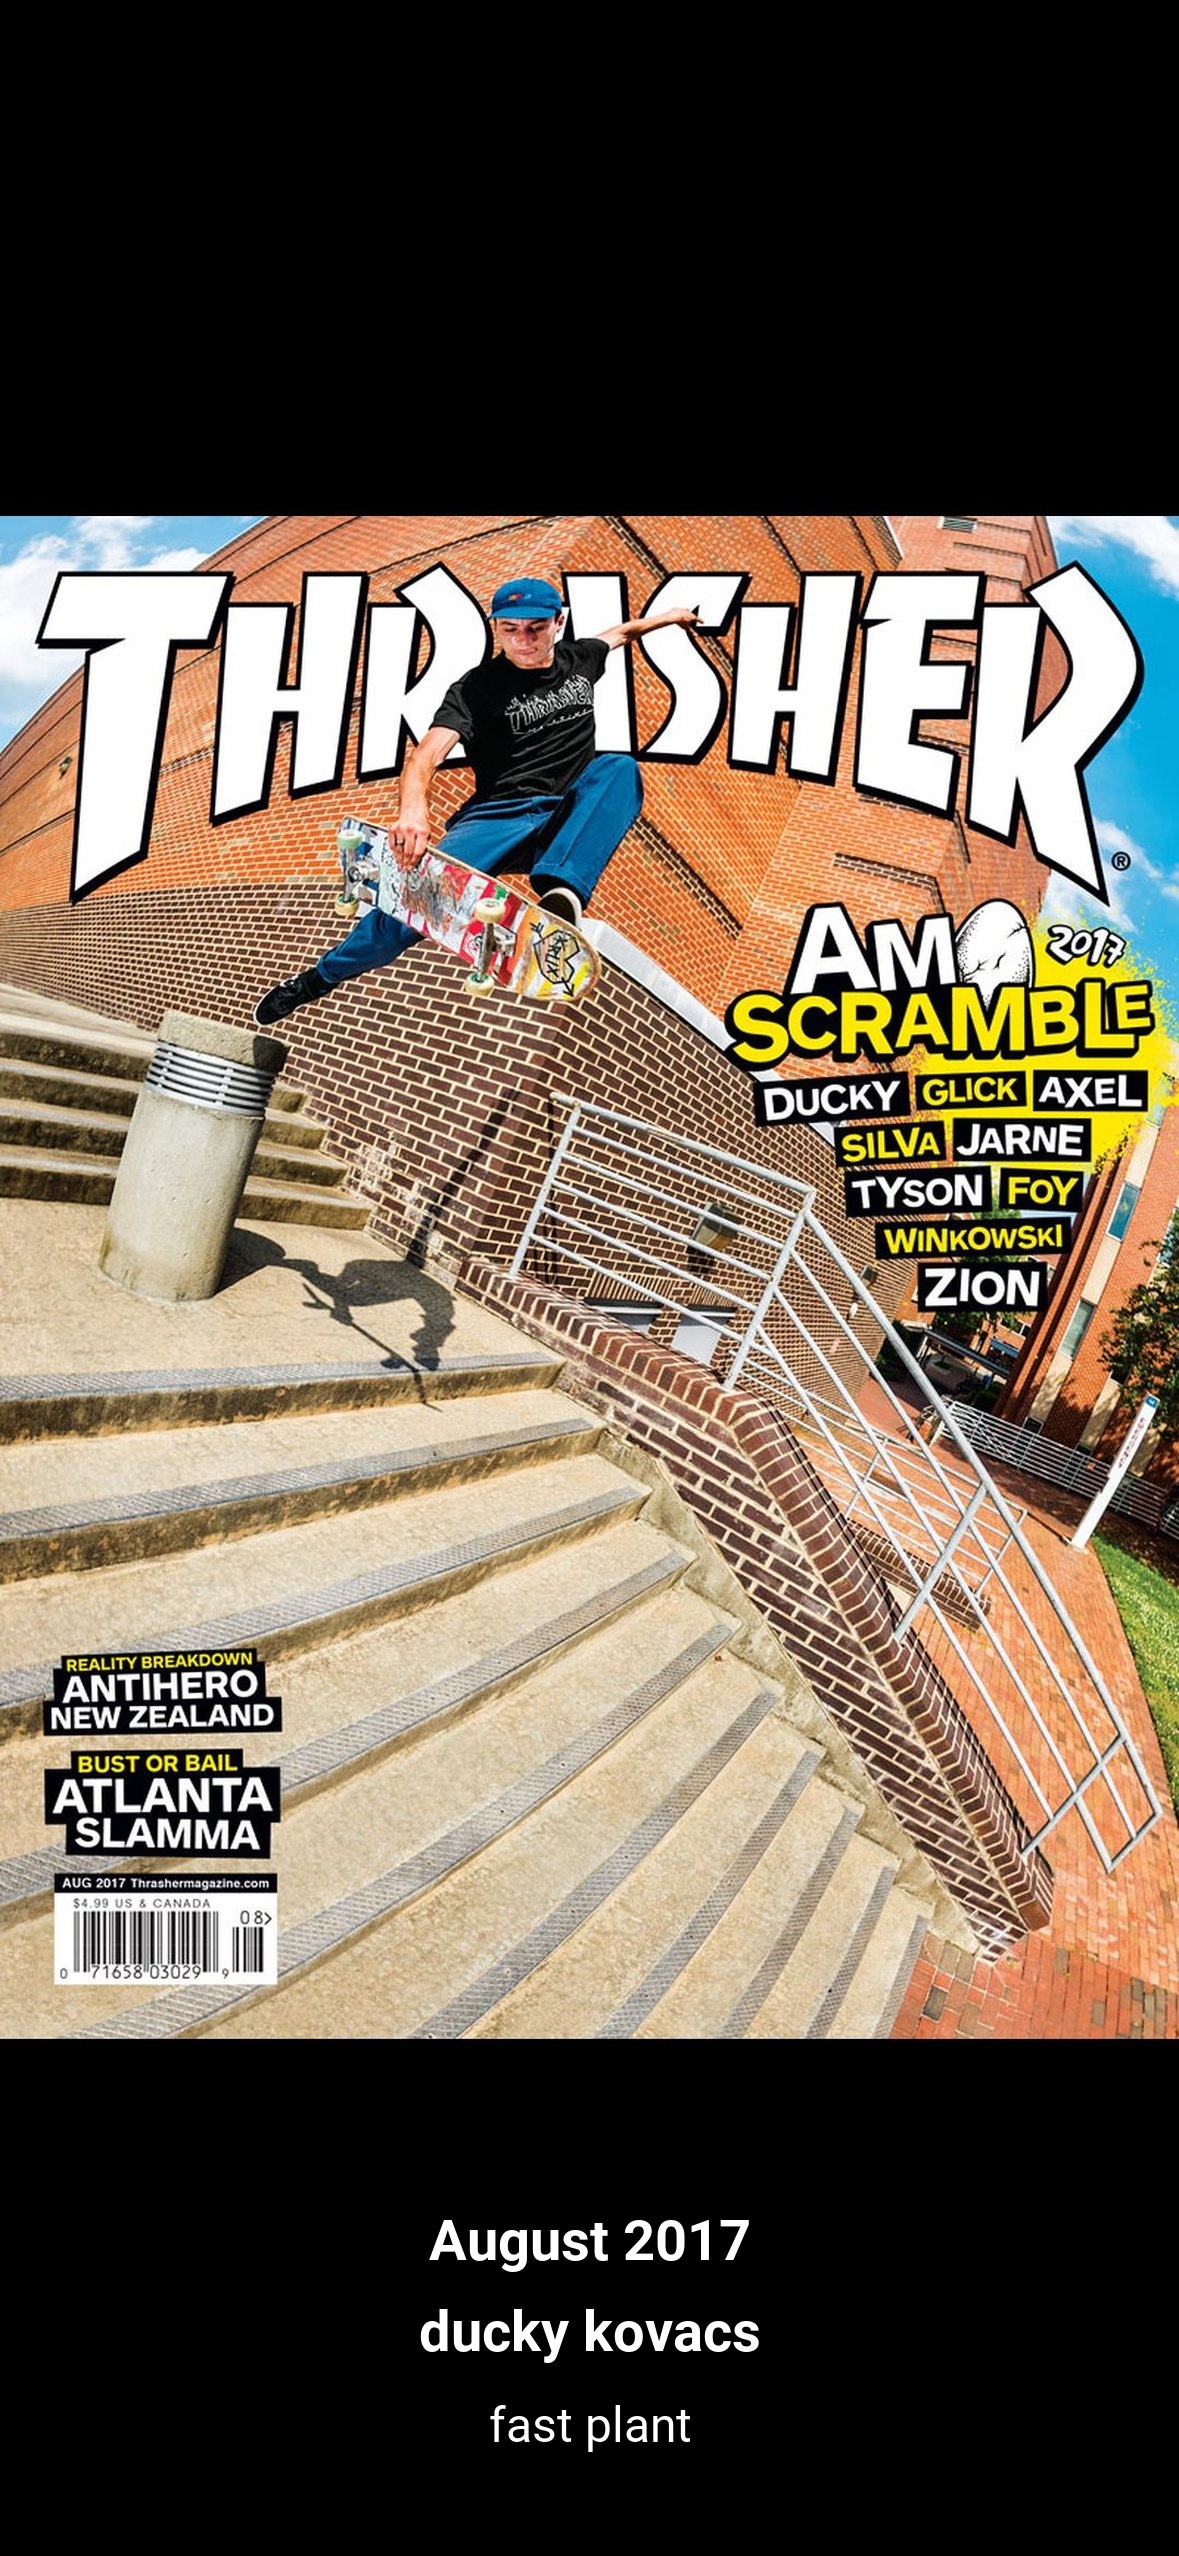 THRASHER
®
AM 2017
SCRAMBLE
DUCKY GLICK AXEL
SILVA JARNE
TYSON FOY
WINKOWSKI
ZION
THRASHER
KRUX
REALITY BREAKDOWN
ANTIHERO
NEW ZEALAND
BUST OR BAIL
ATLANTA
SLAMMA
AUG 2017 Thrashermagazine.com
$4.99 US & CANADA
08>
0 71658 03029 9
August 2017
ducky kovacs
fast plant